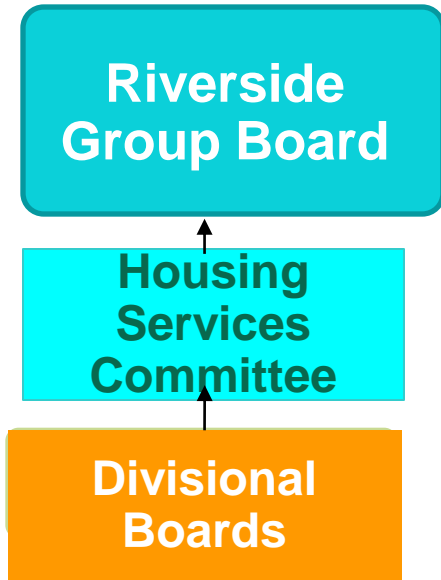 Riverside
Group Board
Housing
Services
Committee
Divisional
Boards